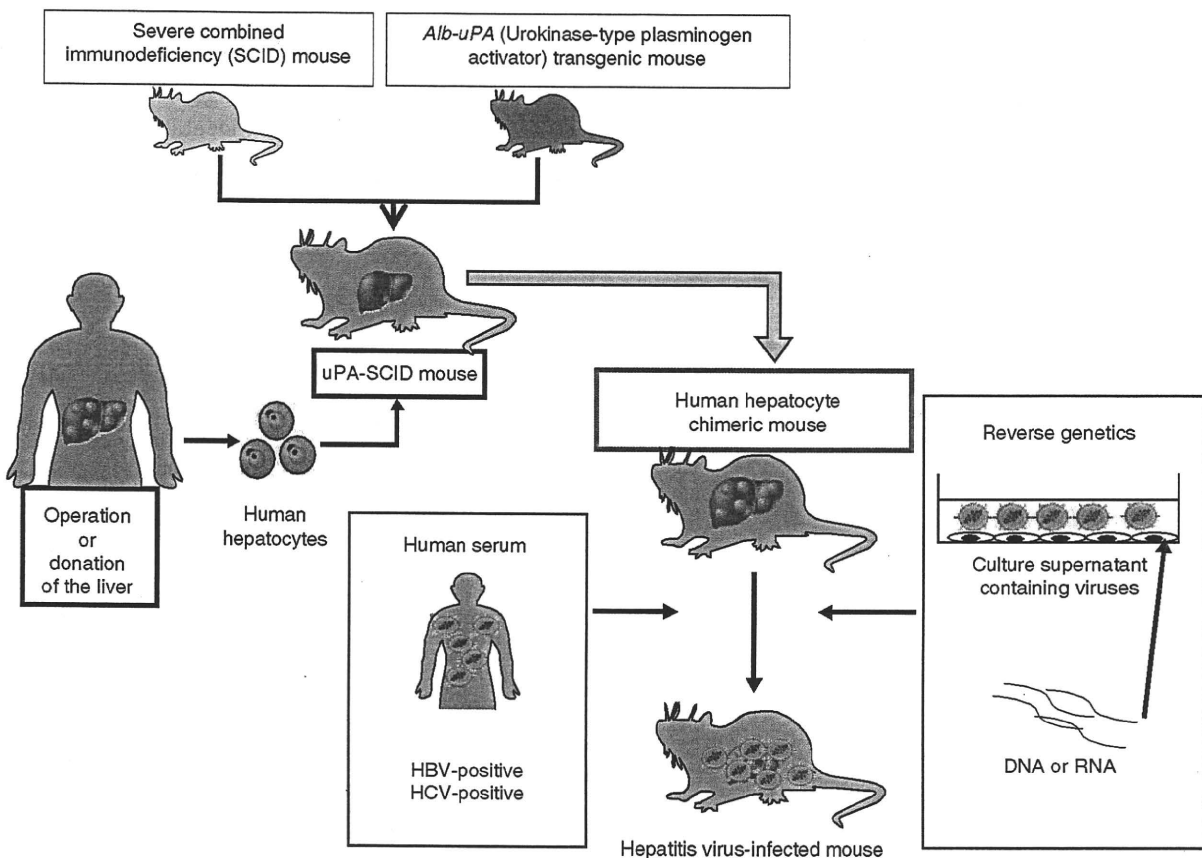 Severe combined
immunodeficiency (SCID) mouse
Alb-uPA (Urokinase-type plasminogen
activator) transgenic mouse
uPA-SCID mouse
Human hepatocyte
chimeric mouse
Operation
or
donation
of the liver
Human
hepatocytes
Human serum
HBV-positive
HCV-positive
Reverse genetics
Culture supernatant
containing viruses
DNA or RNA
Hepatitis virus-infected mouse